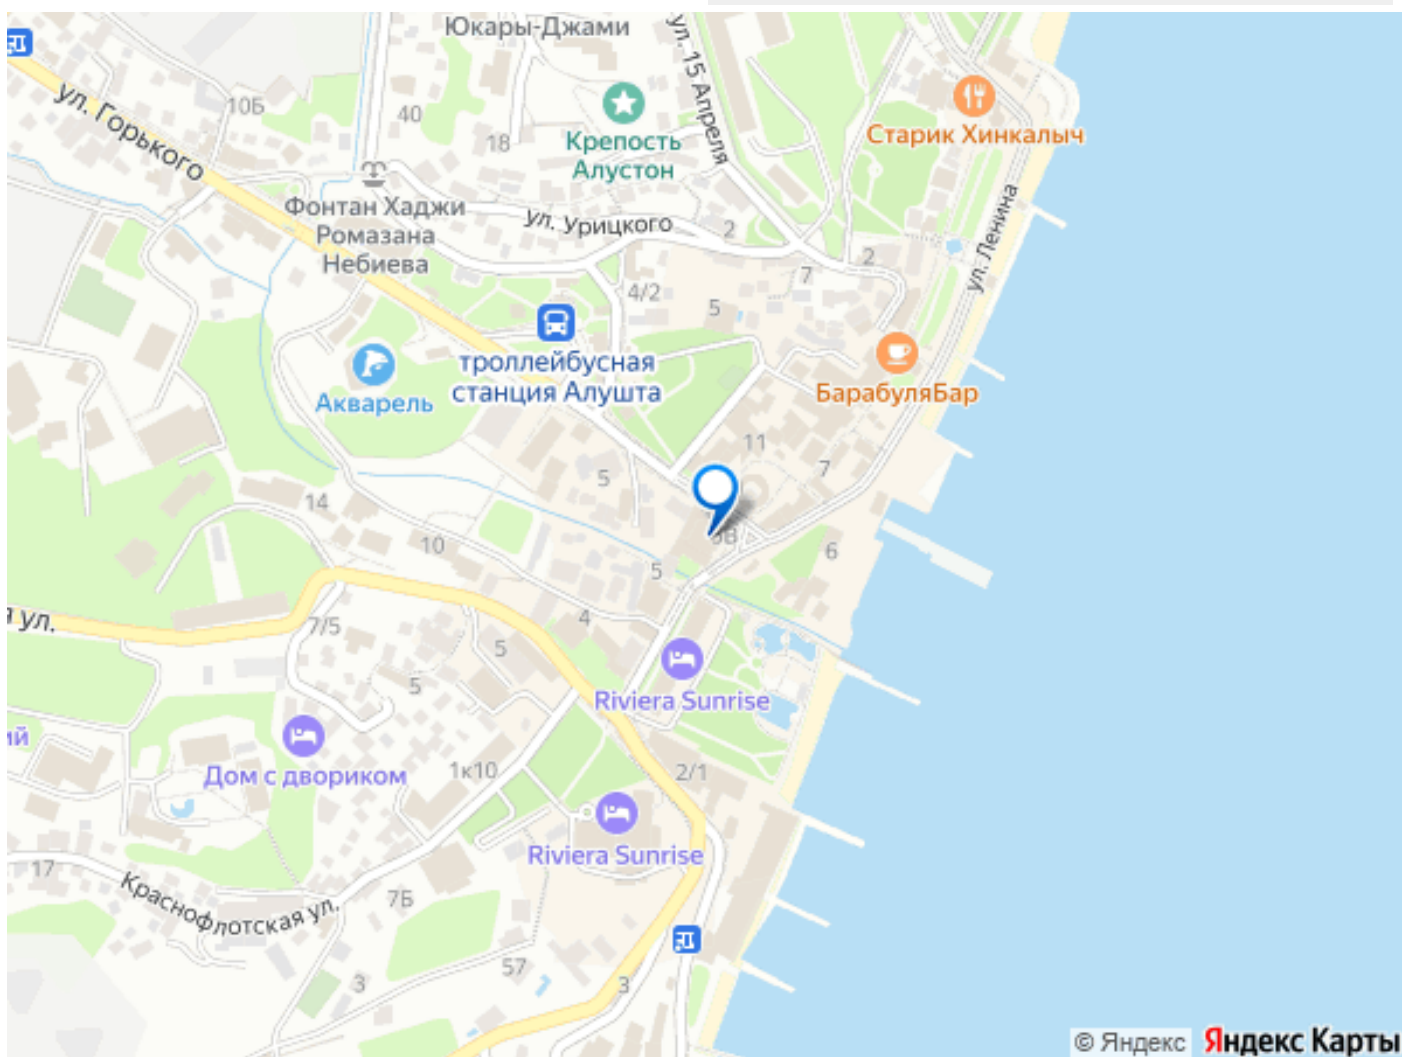 Юкары-Джами
ул. 15 Апреля
ул. Горького
10Б
40
18
Крепость
Алустон
Старик Хинкалыч
Фонтан Хаджи
Ромазана
Небиева
ул. Урицкого
2
2
7
ул. Ленина
4/2
5
троллейбусная
станция Алушта
Акварель
БарабуляБар
11
7
5
14
10
6
5
4
7/5
5
5
Riviera Sunrise
Дом с двориком
1к10
2/1
Riviera Sunrise
17
Краснофлотская ул.
7Б
57
3
3
© Яндекс Яндекс Карты